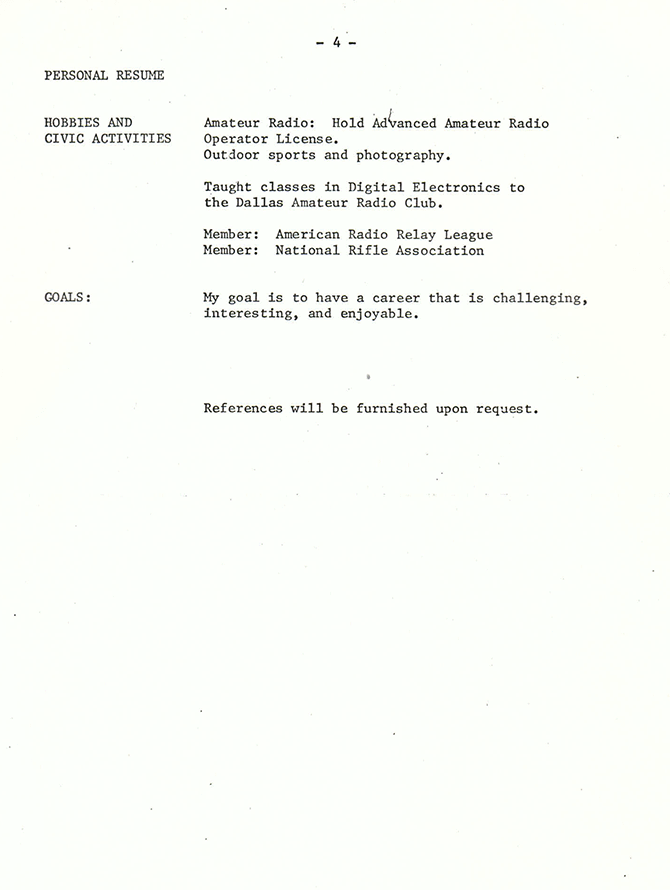 - 4 -
PERSONAL RESUME
HOBBIES AND
CIVIC ACTIVITIES
Amateur Radio: Hold Advanced Amateur Radio
Operator License.
Outdoor sports and photography.
Taught classes in Digital Electronics to
the Dallas Amateur Radio Club.
Member: American Radio Relay League
Member: National Rifle Association
GOALS:
My goal is to have a career that is challenging,
interesting, and enjoyable.
References will be furnished upon request.